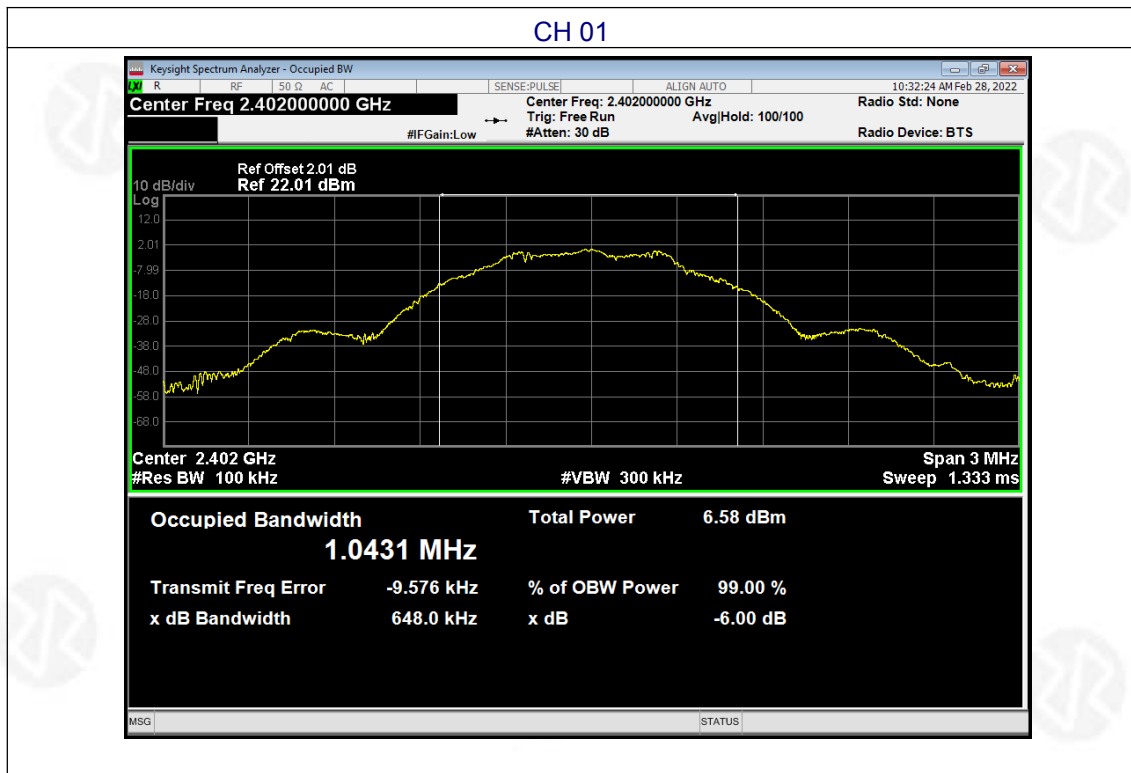 CH 01
Keysight Spectrum Analyzer - Occupied BW
LXI R RF 50 Ω AC SENSE:PULSE ALIGN AUTO 10:32:24 AM Feb 28, 2022
Center Freq 2.402000000 GHz Center Freq: 2.402000000 GHz Radio Std: None
Trig: Free Run Avg|Hold: 100/100
#IFGain:Low #Atten: 30 dB Radio Device: BTS
Ref Offset 2.01 dB
10 dB/div Ref 22.01 dBm
Log
12.0
2.01
-7.99
-18.0
-28.0
-38.0
-48.0
-58.0
-68.0
Center 2.402 GHz Span 3 MHz
#Res BW 100 kHz #VBW 300 kHz Sweep 1.333 ms
Occupied Bandwidth Total Power 6.58 dBm
1.0431 MHz
Transmit Freq Error -9.576 kHz % of OBW Power 99.00 %
x dB Bandwidth 648.0 kHz x dB -6.00 dB
MSG STATUS